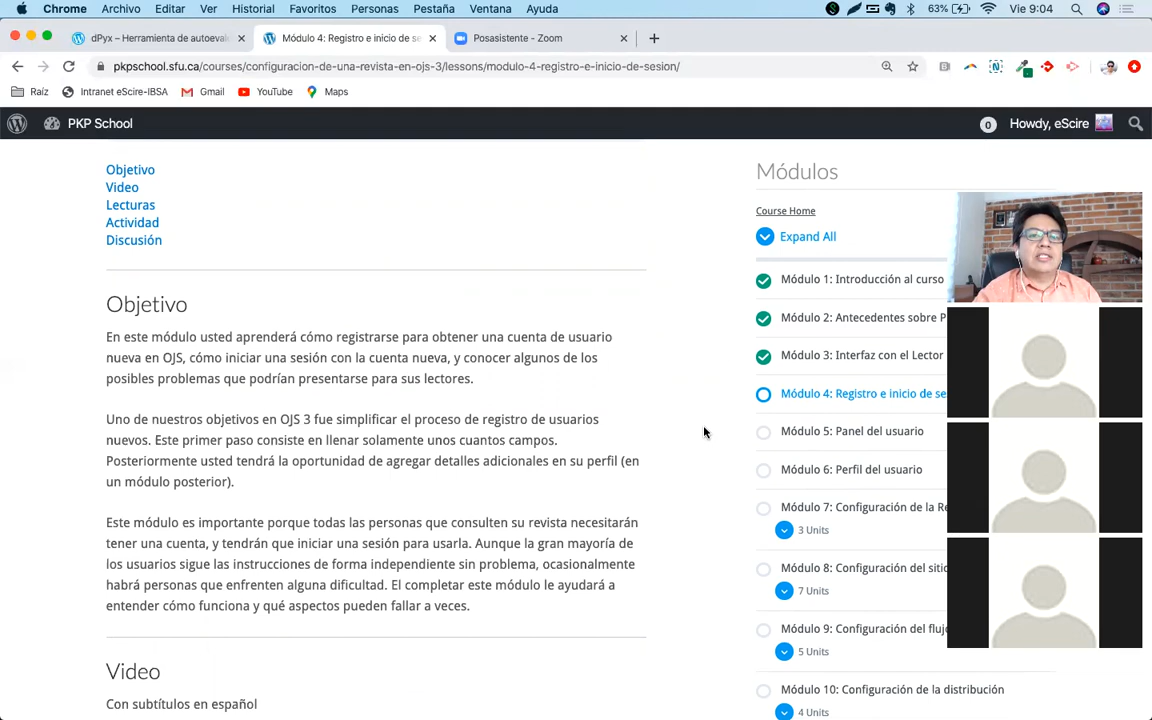 Chrome Archivo Editar Ver Historial Favoritos Personas Pestaña Ventana Ayuda 63% Vie 9:04
dPyx – Herramienta de autoeval
Módulo 4: Registro e inicio de se
Posasistente - Zoom
pkpschool.sfu.ca/courses/configuracion-de-una-revista-en-ojs-3/lessons/modulo-4-registro-e-inicio-de-sesion/
Raíz Intranet eScire-IBSA Gmail YouTube Maps
PKP School 0 Howdy, eScire
Objetivo
Video
Lecturas
Actividad
Discusión
Objetivo
En este módulo usted aprenderá cómo registrarse para obtener una cuenta de usuario
nueva en OJS, cómo iniciar una sesión con la cuenta nueva, y conocer algunos de los
posibles problemas que podrían presentarse para sus lectores.
Uno de nuestros objetivos en OJS 3 fue simplificar el proceso de registro de usuarios
nuevos. Este primer paso consiste en llenar solamente unos cuantos campos.
Posteriormente usted tendrá la oportunidad de agregar detalles adicionales en su perfil (en
un módulo posterior).
Este módulo es importante porque todas las personas que consulten su revista necesitarán
tener una cuenta, y tendrán que iniciar una sesión para usarla. Aunque la gran mayoría de
los usuarios sigue las instrucciones de forma independiente sin problema, ocasionalmente
habrá personas que enfrenten alguna dificultad. El completar este módulo le ayudará a
entender cómo funciona y qué aspectos pueden fallar a veces.
Video
Con subtítulos en español
Módulos
Course Home
Expand All
Módulo 1: Introducción al curso
Módulo 2: Antecedentes sobre P
Módulo 3: Interfaz con el Lector
Módulo 4: Registro e inicio de se
Módulo 5: Panel del usuario
Módulo 6: Perfil del usuario
Módulo 7: Configuración de la Re
3 Units
Módulo 8: Configuración del sitio
7 Units
Módulo 9: Configuración del fluj
5 Units
Módulo 10: Configuración de la distribución
4 Units